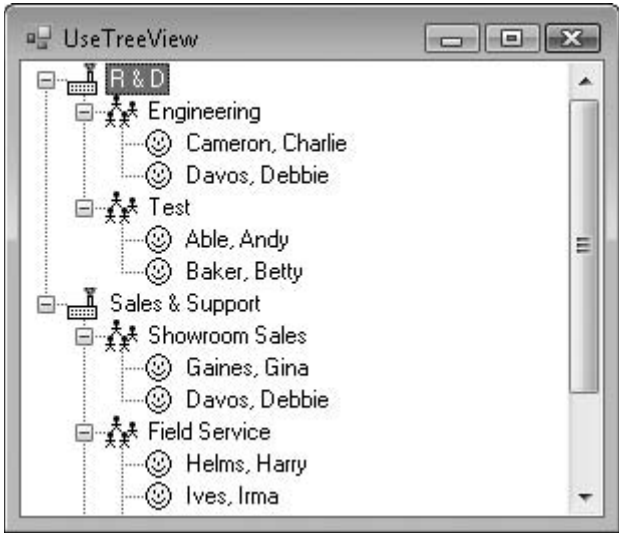 UseTreeView
R & D
Engineering
Cameron, Charlie
Davos, Debbie
Test
Able, Andy
Baker, Betty
Sales & Support
Showroom Sales
Gaines, Gina
Davos, Debbie
Field Service
Helms, Harry
Ives, Irma